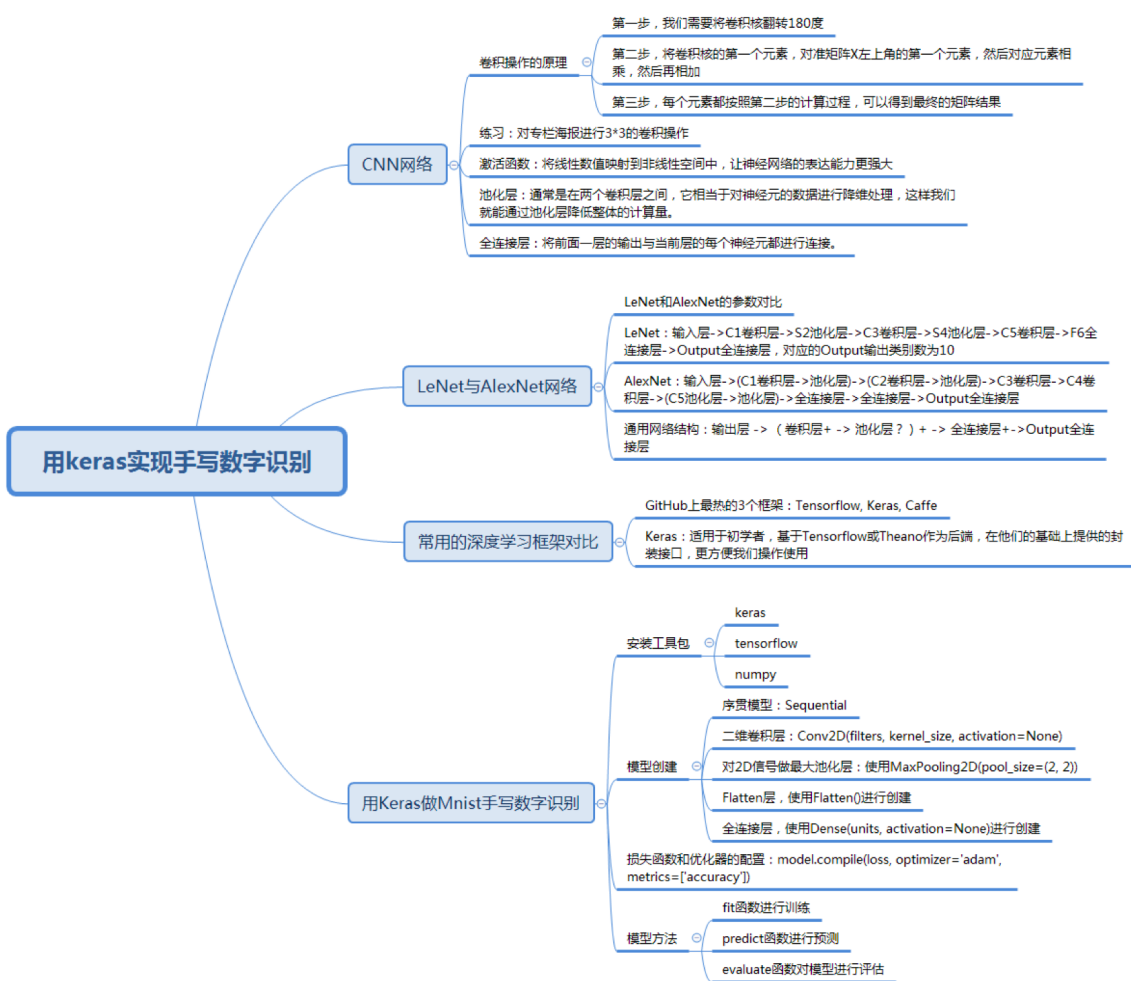 用keras实现手写数字识别
CNN网络
卷积操作的原理
第一步，我们需要将卷积核翻转180度
第二步，将卷积核的第一个元素，对准矩阵X左上角的第一个元素，然后对应元素相
乘，然后再相加
第三步，每个元素都按照第二步的计算过程，可以得到最终的矩阵结果
练习：对专栏海报进行3*3的卷积操作
激活函数：将线性数值映射到非线性空间中，让神经网络的表达能力更强大
池化层：通常是在两个卷积层之间，它相当于对神经元的数据进行降维处理，这样我们
就能通过池化层降低整体的计算量。
全连接层：将前面一层的输出与当前层的每个神经元都进行连接。
LeNet与AlexNet网络
LeNet和AlexNet的参数对比
LeNet：输入层->C1卷积层->S2池化层->C3卷积层->S4池化层->C5卷积层->F6全
连接层->Output全连接层，对应的Output输出类别数为10
AlexNet：输入层->(C1卷积层->池化层)->(C2卷积层->池化层)->C3卷积层->C4卷
积层->(C5池化层->池化层)->全连接层->全连接层->Output全连接层
通用网络结构：输出层 -> （卷积层+ -> 池化层？）+ -> 全连接层+->Output全连
接层
常用的深度学习框架对比
GitHub上最热的3个框架：Tensorflow, Keras, Caffe
Keras：适用于初学者，基于Tensorflow或Theano作为后端，在他们的基础上提供的封
装接口，更方便我们操作使用
用Keras做Mnist手写数字识别
安装工具包
keras
tensorflow
numpy
模型创建
序贯模型：Sequential
二维卷积层：Conv2D(filters, kernel_size, activation=None)
对2D信号做最大池化层：使用MaxPooling2D(pool_size=(2, 2))
Flatten层，使用Flatten()进行创建
全连接层，使用Dense(units, activation=None)进行创建
损失函数和优化器的配置：model.compile(loss, optimizer='adam',
metrics=['accuracy'])
模型方法
fit函数进行训练
predict函数进行预测
evaluate函数对模型进行评估